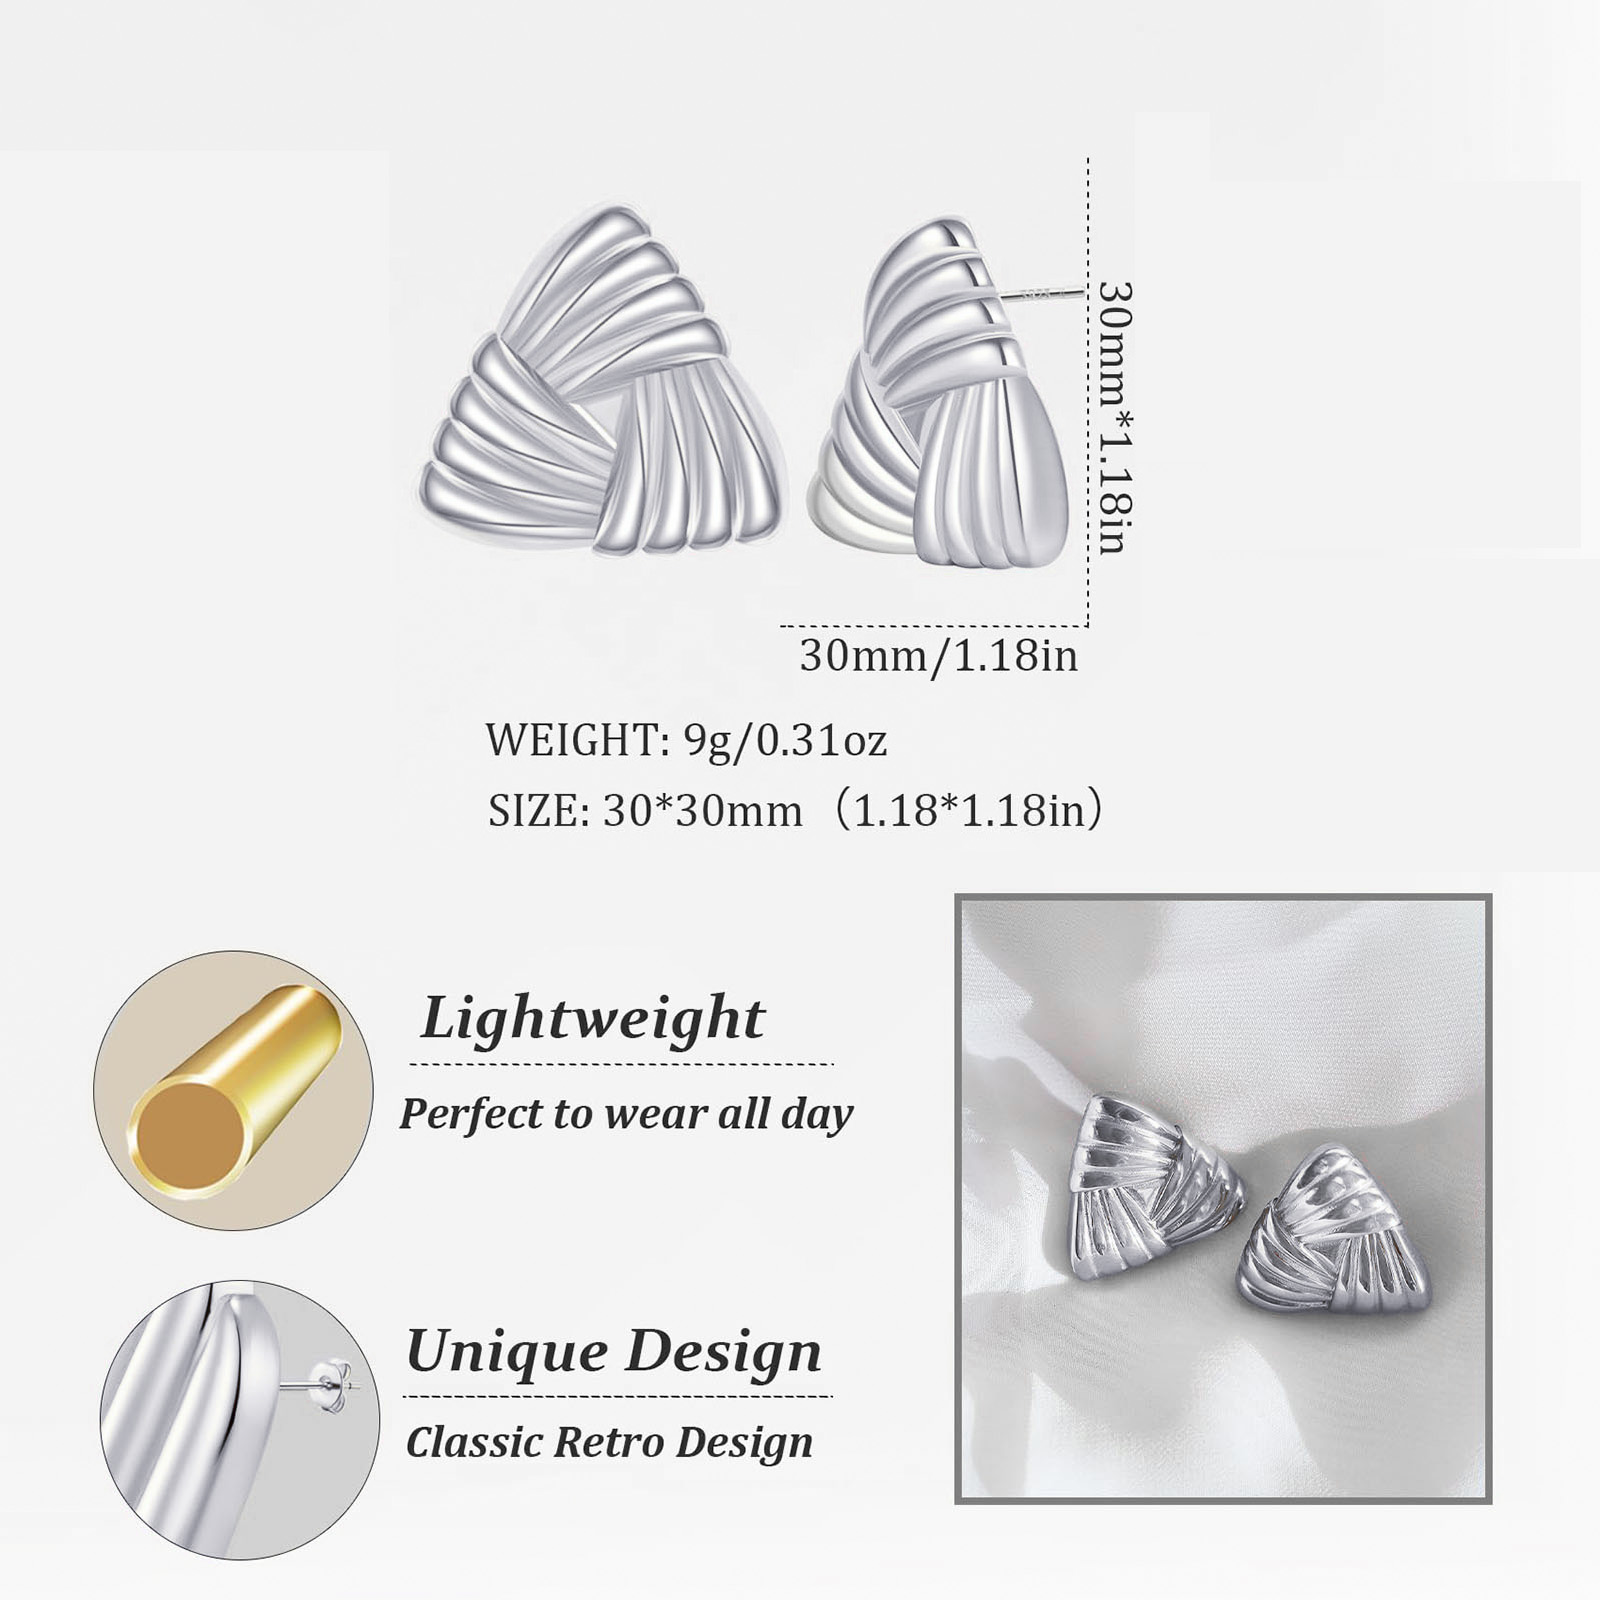 30mm*1.18in
30mm/1.18in
WEIGHT: 9g/0.31oz
SIZE: 30*30mm（1.18*1.18in）
Lightweight
Perfect to wear all day
Unique Design
Classic Retro Design